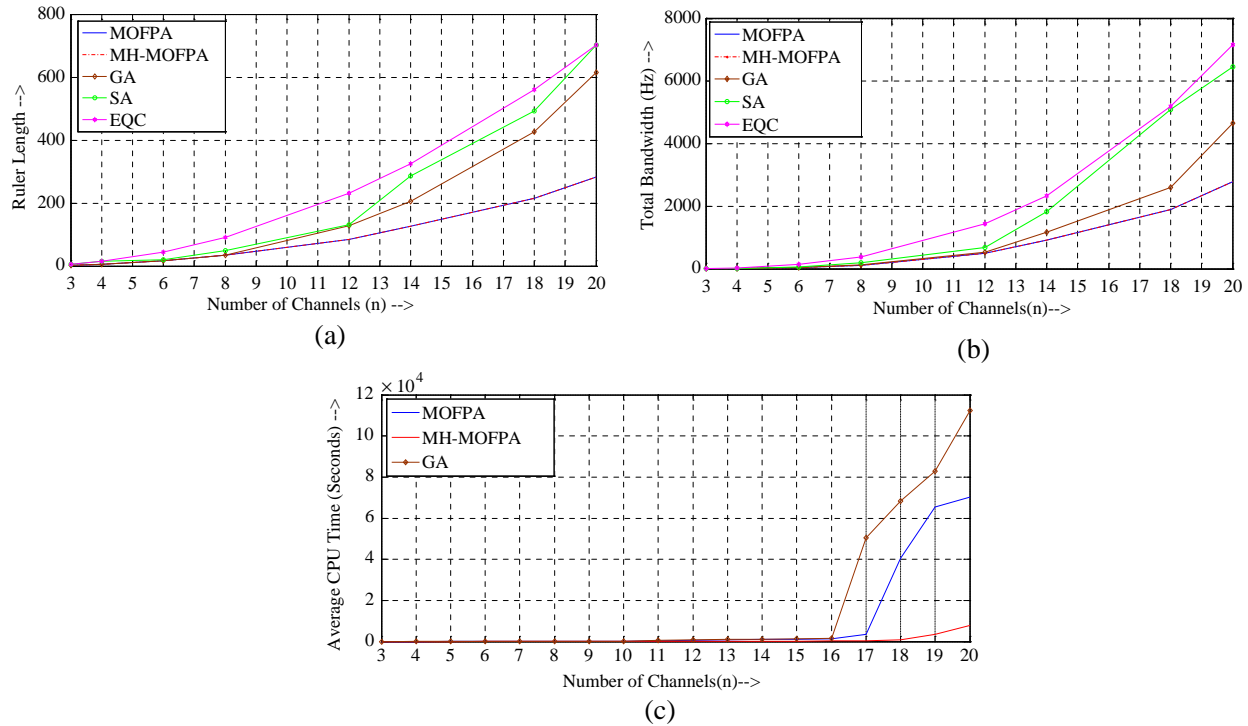 800
600
400
200
0
Ruler Length -->
MOFPA
MH-MOFPA
GA
SA
EQC
3 4 5 6 7 8 9 10 11 12 13 14 15 16 17 18 19 20
Number of Channels (n) -->
(a)
8000
6000
4000
2000
0
Total Bandwidth (Hz) -->
MOFPA
MH-MOFPA
GA
SA
EQC
3 4 5 6 7 8 9 10 11 12 13 14 15 16 17 18 19 20
Number of Channels(n)-->
(b)
× 10^4
12
10
8
6
4
2
0
Average CPU Time (Seconds) -->
MOFPA
MH-MOFPA
GA
3 4 5 6 7 8 9 10 11 12 13 14 15 16 17 18 19 20
Number of Channels(n)-->
(c)